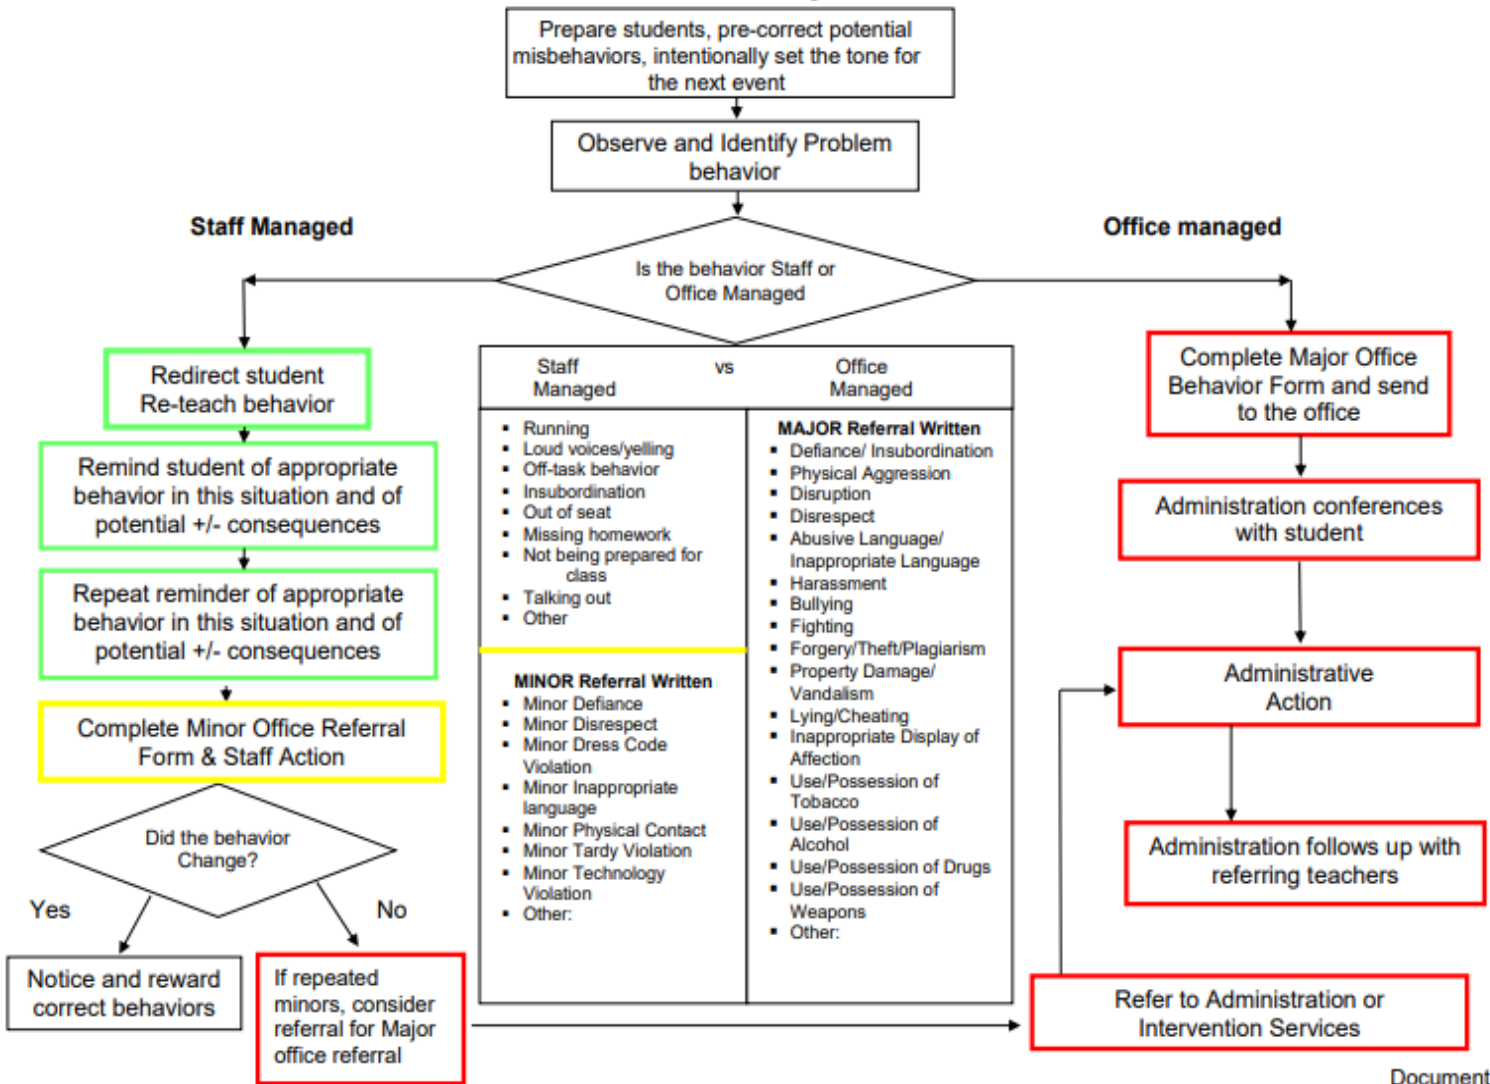 Prepare students, pre-correct potential
misbehaviors, intentionally set the tone for
the next event
Observe and Identify Problem
behavior
Staff Managed
Office managed
Is the behavior Staff or
Office Managed
Redirect student
Re-teach behavior
Remind student of appropriate
behavior in this situation and of
potential +/- consequences
Repeat reminder of appropriate
behavior in this situation and of
potential +/- consequences
Complete Minor Office Referral
Form & Staff Action
Did the behavior
Change?
Yes
No
Notice and reward
correct behaviors
If repeated
minors, consider
referral for Major
office referral
Staff vs Office
Managed Managed
▪ Running
▪ Loud voices/yelling
▪ Off-task behavior
▪ Insubordination
▪ Out of seat
▪ Missing homework
▪ Not being prepared for
class
▪ Talking out
▪ Other
MINOR Referral Written
▪ Minor Defiance
▪ Minor Disrespect
▪ Minor Dress Code
Violation
▪ Minor Inappropriate
language
▪ Minor Physical Contact
▪ Minor Tardy Violation
▪ Minor Technology
Violation
▪ Other:
MAJOR Referral Written
▪ Defiance/ Insubordination
▪ Physical Aggression
▪ Disruption
▪ Disrespect
▪ Abusive Language/
Inappropriate Language
▪ Harassment
▪ Bullying
▪ Fighting
▪ Forgery/Theft/Plagiarism
▪ Property Damage/
Vandalism
▪ Lying/Cheating
▪ Inappropriate Display of
Affection
▪ Use/Possession of
Tobacco
▪ Use/Possession of
Alcohol
▪ Use/Possession of Drugs
▪ Use/Possession of
Weapons
▪ Other:
Complete Major Office
Behavior Form and send
to the office
Administration conferences
with student
Administrative
Action
Administration follows up with
referring teachers
Refer to Administration or
Intervention Services
Document